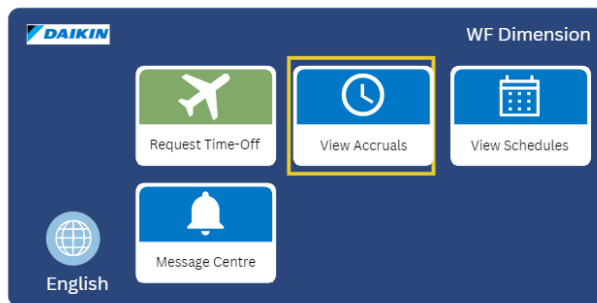 DAIKIN
WF Dimension
Request Time-Off
View Accruals
View Schedules
Message Centre
English